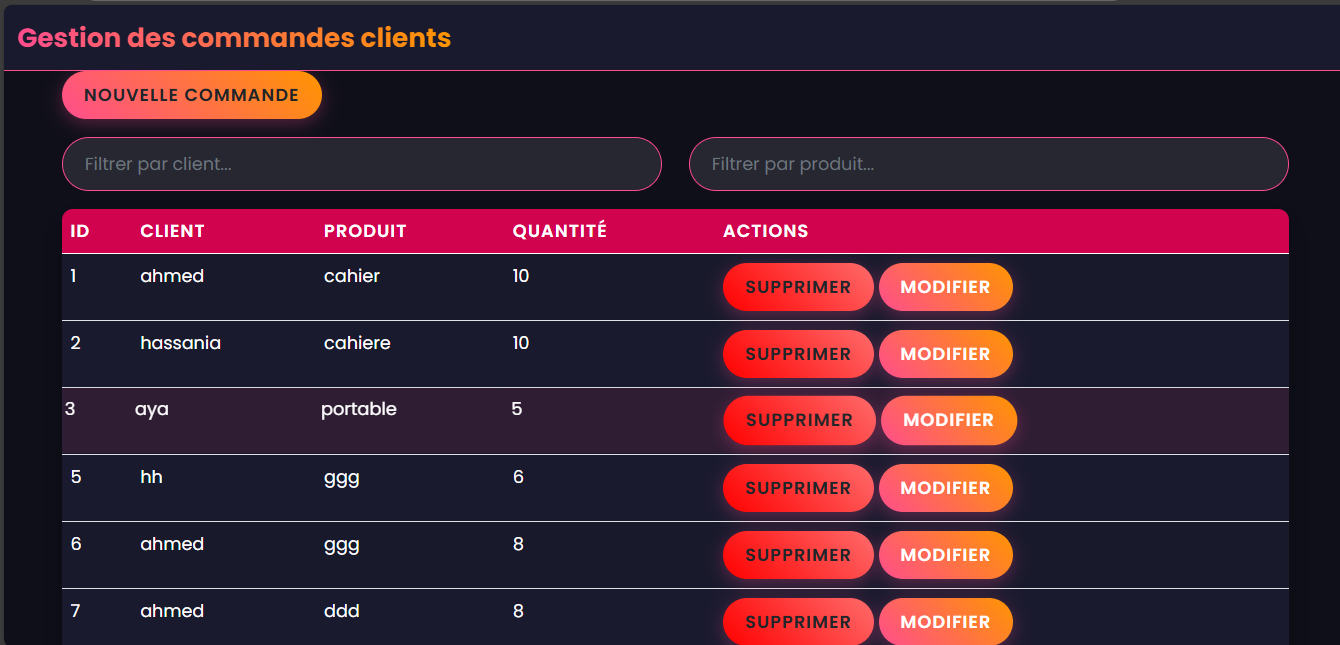 Gestion des commandes clients
NOUVELLE COMMANDE
Filtrer par client... Filtrer par produit...
ID CLIENT PRODUIT QUANTITÉ ACTIONS
1 ahmed cahier 10 SUPPRIMER MODIFIER
2 hassania cahiere 10 SUPPRIMER MODIFIER
3 aya portable 5 SUPPRIMER MODIFIER
5 hh ggg 6 SUPPRIMER MODIFIER
6 ahmed ggg 8 SUPPRIMER MODIFIER
7 ahmed ddd 8 SUPPRIMER MODIFIER